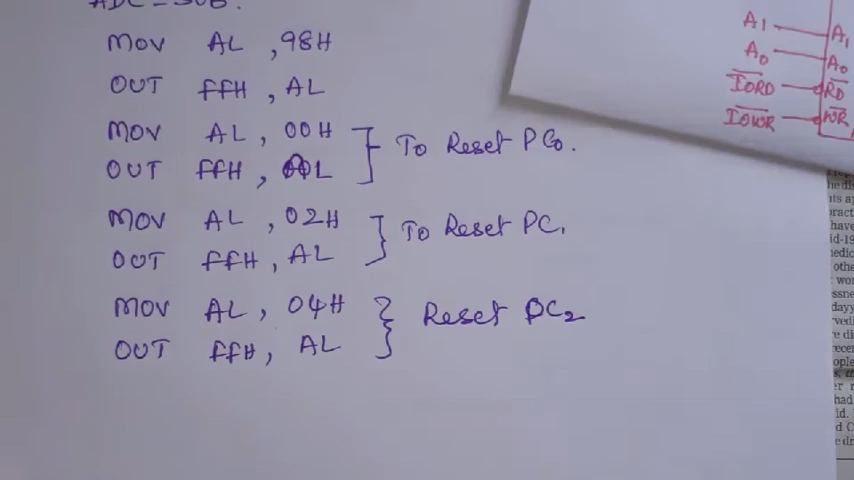 ADC-SUB:
MOV AL, 98H
OUT FFH, AL
MOV AL, 00H
OUT FFH, AL
To Reset PC0.
MOV AL, 02H
OUT FFH, AL
To Reset PC1
MOV AL, 04H
OUT FFH, AL
Reset PC2
A1 A1
A0 A0
IORD RD
IOWR WR